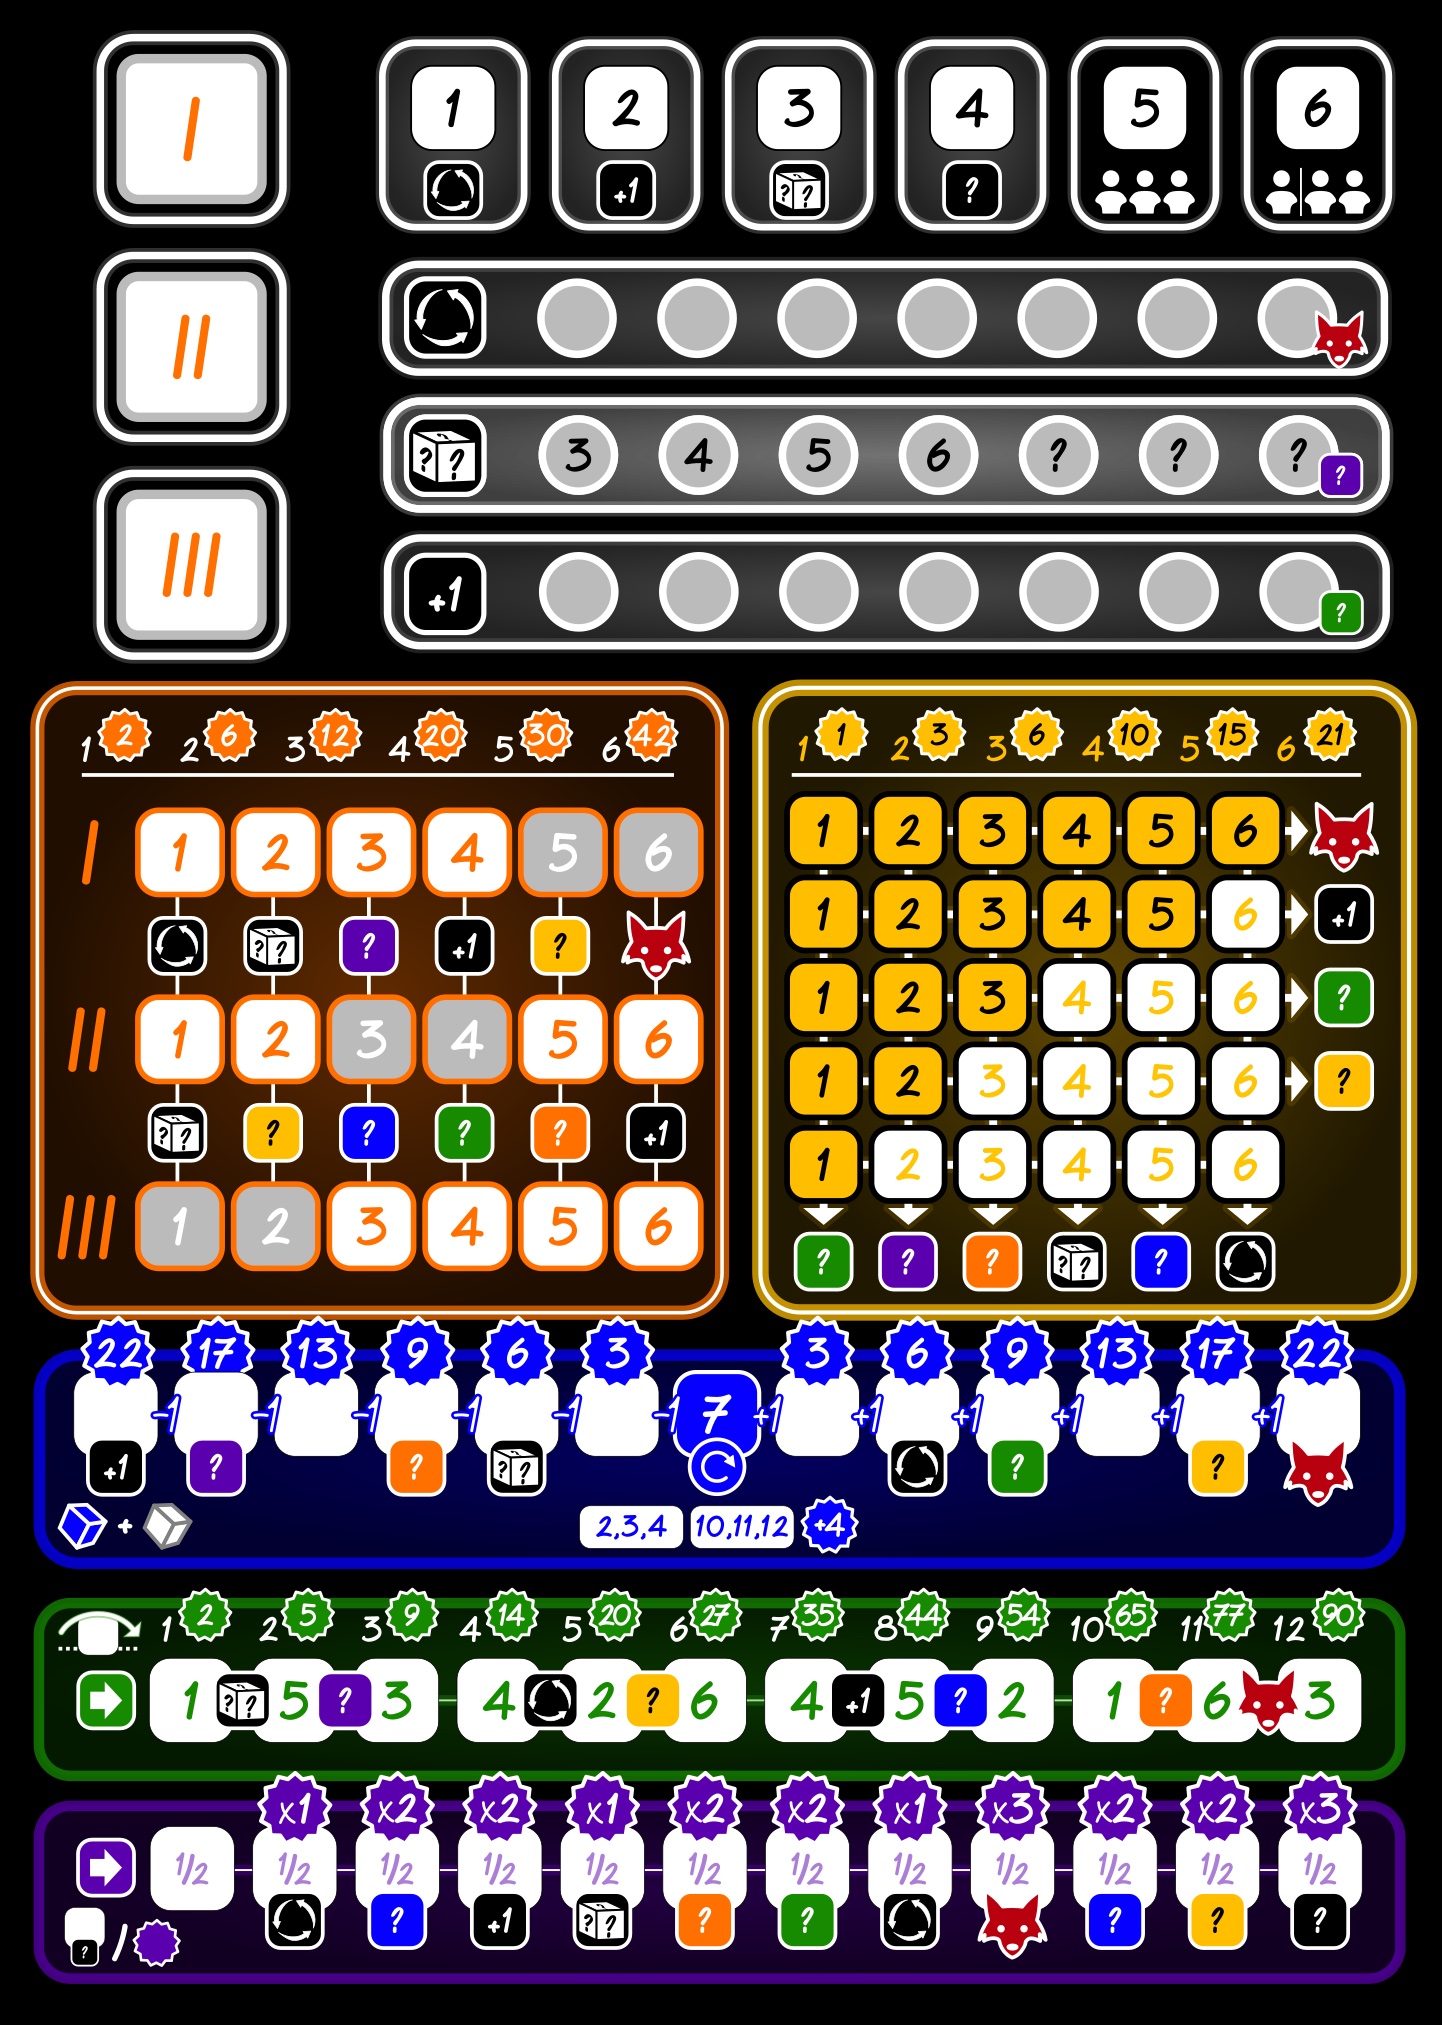 I 1 2 3 4 5 6
+1 ? ? ? ?
II
? ? ? 3 4 5 6 ? ? ? ?
III +1 ?
1 2 2 6 3 12 4 20 5 30 6 42
1 1 2 3 3 6 4 10 5 15 6 21
I 1 2 3 4 5 6
? ? ? ? +1 ?
II 1 2 3 4 5 6
? ? ? ? ? ? ? +1
III 1 2 3 4 5 6
1 2 3 4 5 6
1 2 3 4 5 6 +1
1 2 3 4 5 6 ?
1 2 3 4 5 6 ?
1 2 3 4 5 6
? ? ? ? ? ? ?
22 17 13 9 6 3 3 6 9 13 17 22
-1 -1 -1 -1 -1 -1 7 +1 +1 +1 +1 +1 +1
+1 ? ? ? ? ? ? ?
+ 2,3,4 10,11,12 +4
1 2 2 5 3 9 4 14 5 20 6 27 7 35 8 44 9 54 10 65 11 77 12 90
1 ? ? ? 5 ? 3 4 2 ? 6 4 +1 5 ? 2 1 ? 6 3
x1 x2 x2 x1 x2 x2 x1 x3 x2 x2 x3
1/2 1/2 1/2 1/2 1/2 1/2 1/2 1/2 1/2 1/2 1/2 1/2
? +1 ? ? ? ? ? ? ? ?
? /